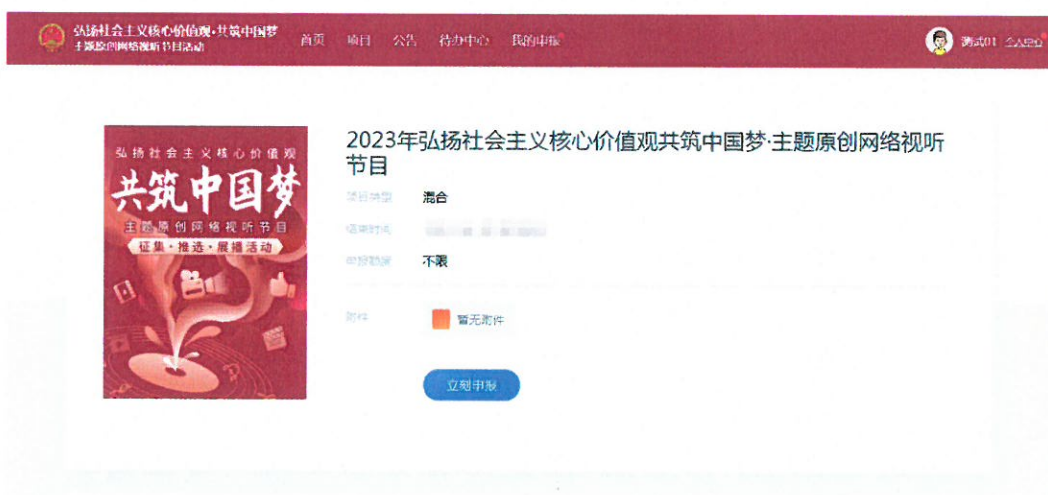 弘扬社会主义核心价值观·共筑中国梦
主题原创网络视听节目活动
首页 项目 公告 待办中心 我的申报
测试01 个人中心
弘扬社会主义核心价值观
共筑中国梦
主题原创网络视听节目
征集·推选·展播活动
2023年弘扬社会主义核心价值观共筑中国梦·主题原创网络视听
节目
项目类型 混合
结束时间
申报额度 不限
附件 暂无附件
立刻申报